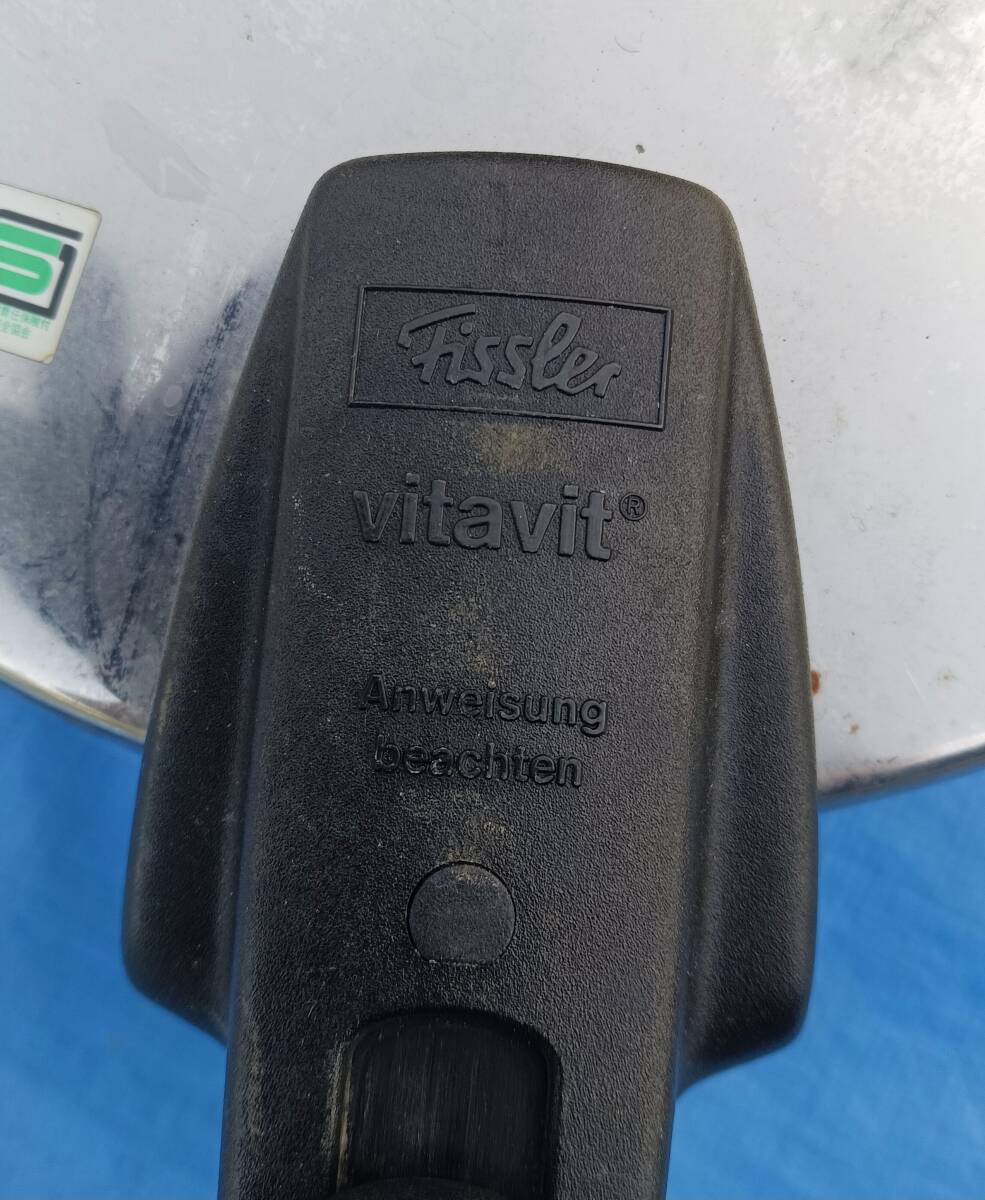 Fissler
vitavit®
Anweisung
beachten